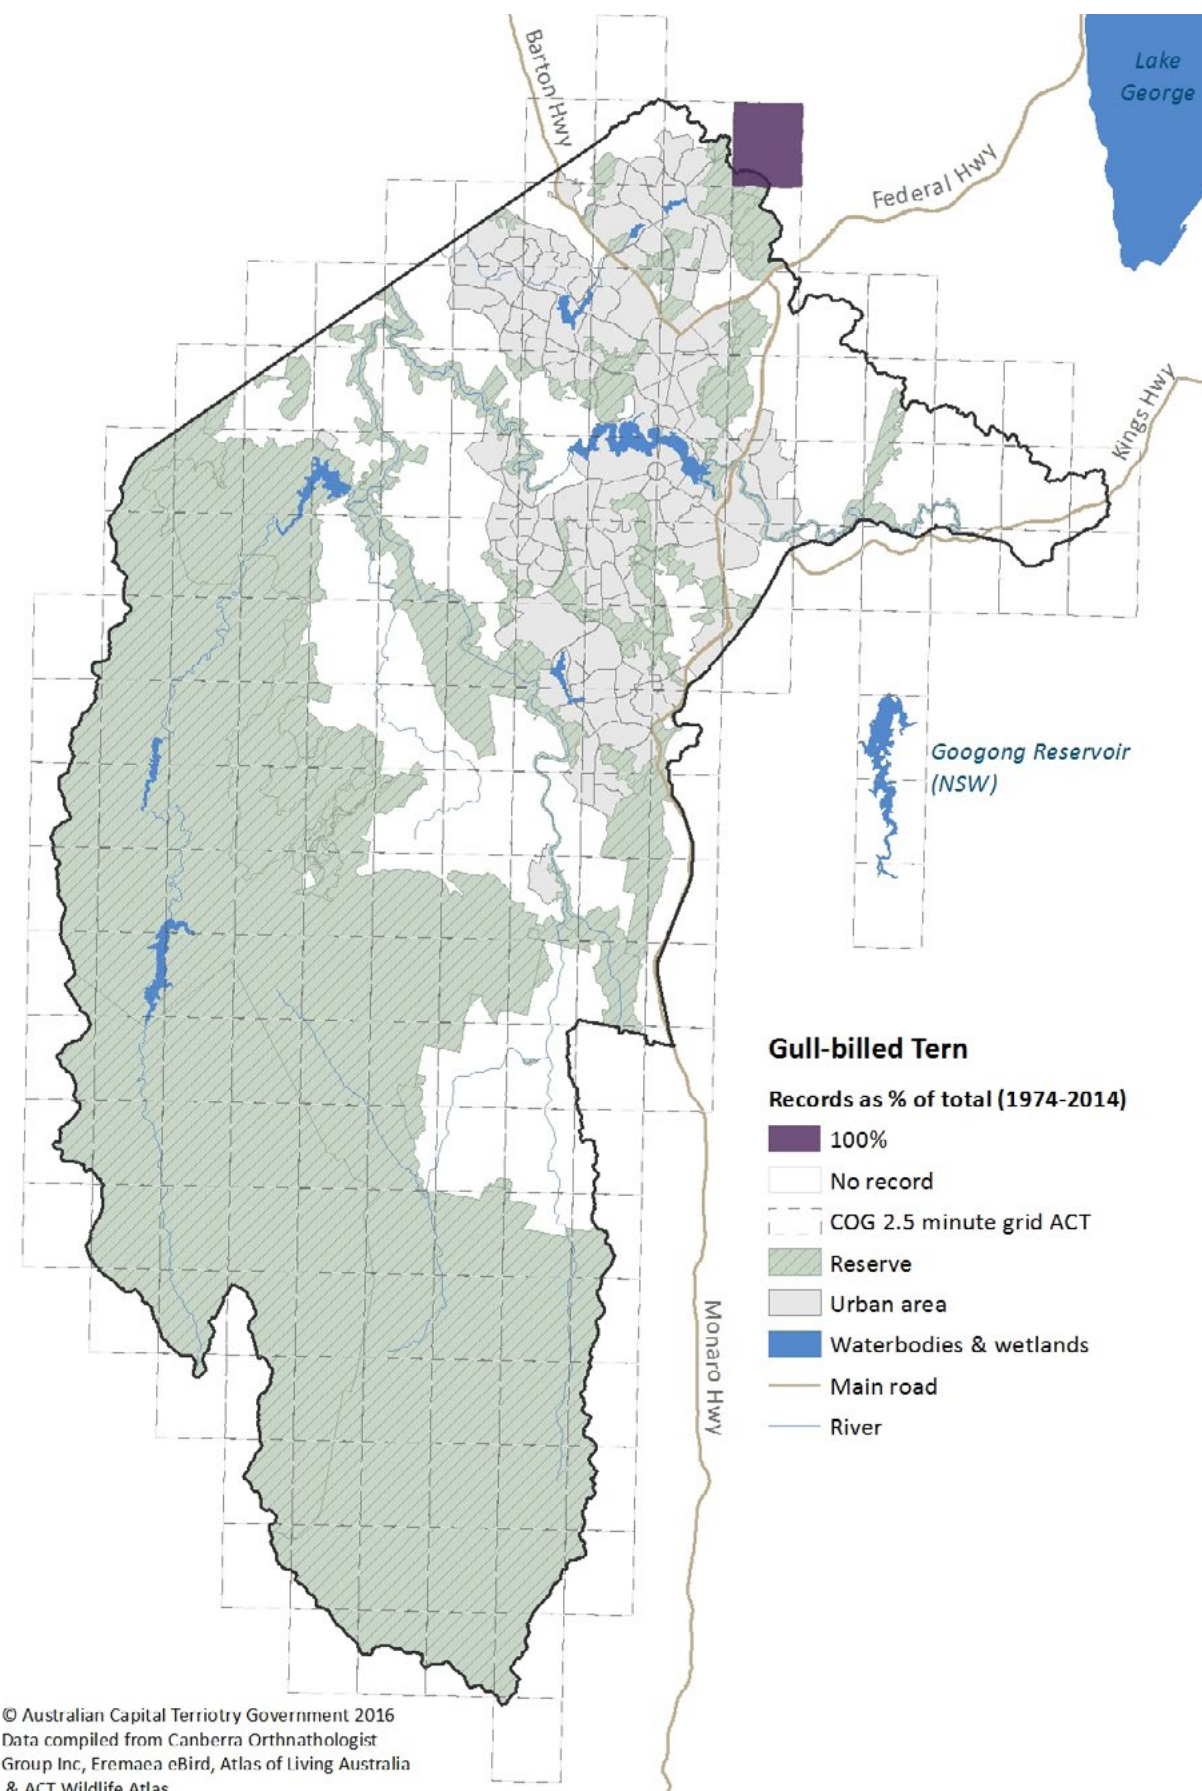 Barton Hwy
Lake
George
Federal Hwy
Kings Hwy
Googong Reservoir
(NSW)
Gull-billed Tern
Records as % of total (1974-2014)
100%
No record
COG 2.5 minute grid ACT
Reserve
Urban area
Waterbodies & wetlands
Main road
River
Monaro Hwy
© Australian Capital Terriotry Government 2016
Data compiled from Canberra Orthnathologist
Group Inc, Eremaea eBird, Atlas of Living Australia
& ACT Wildlife Atlas